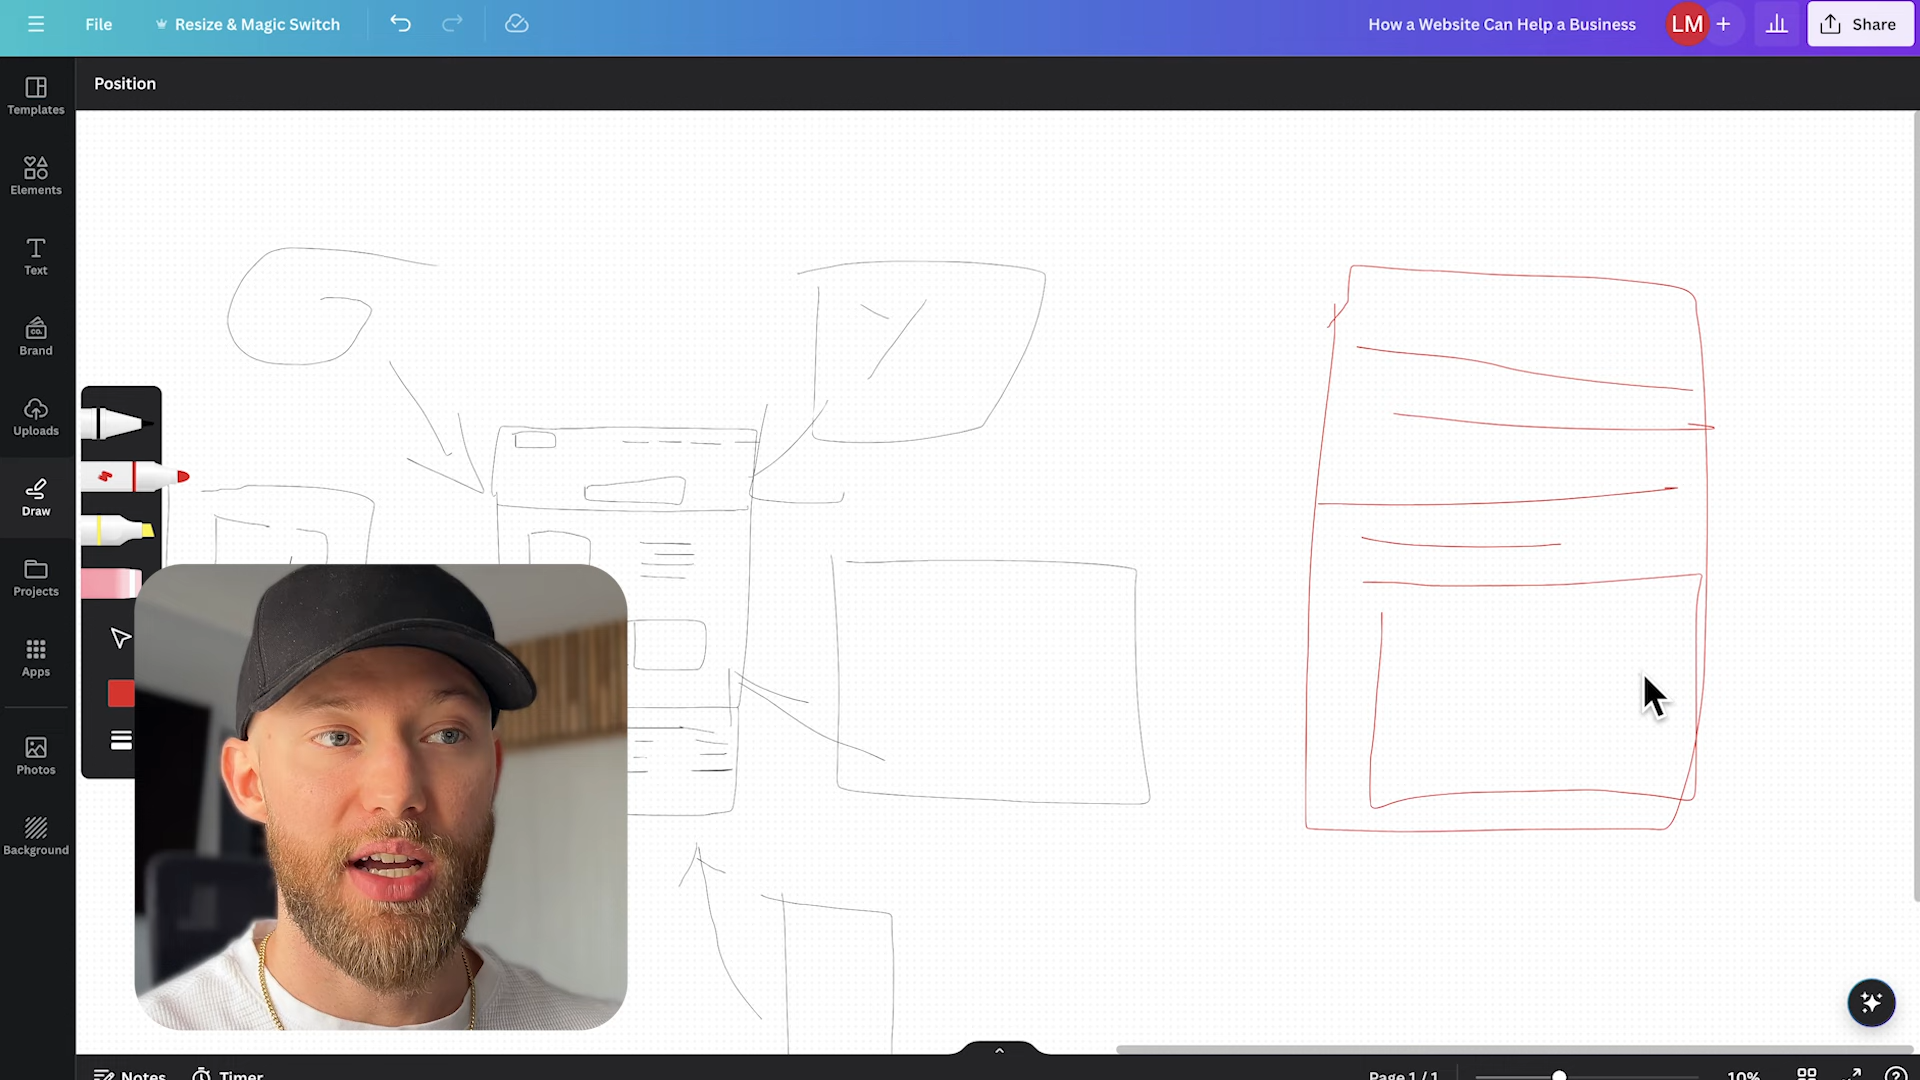 File
Resize & Magic Switch
How a Website Can Help a Business
LM
+
Share
Position
Templates
Elements
Text
Brand
CO.
Uploads
Draw
Projects
Apps
Photos
Background
G
Y
Notes
Timer
Page 1 / 1
10%